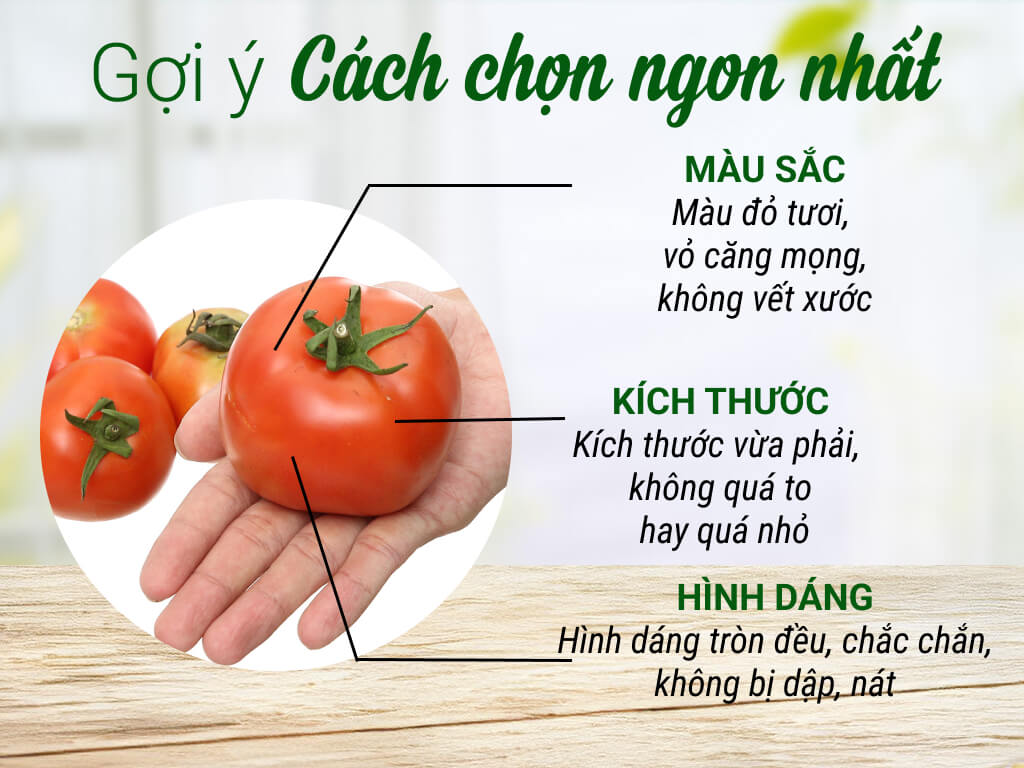 Gợi ý Cách chọn ngon nhất
MÀU SẮC
Màu đỏ tươi,
vỏ căng mọng,
không vết xước
KÍCH THƯỚC
Kích thước vừa phải,
không quá to
hay quá nhỏ
HÌNH DÁNG
Hình dáng tròn đều, chắc chắn,
không bị dập, nát